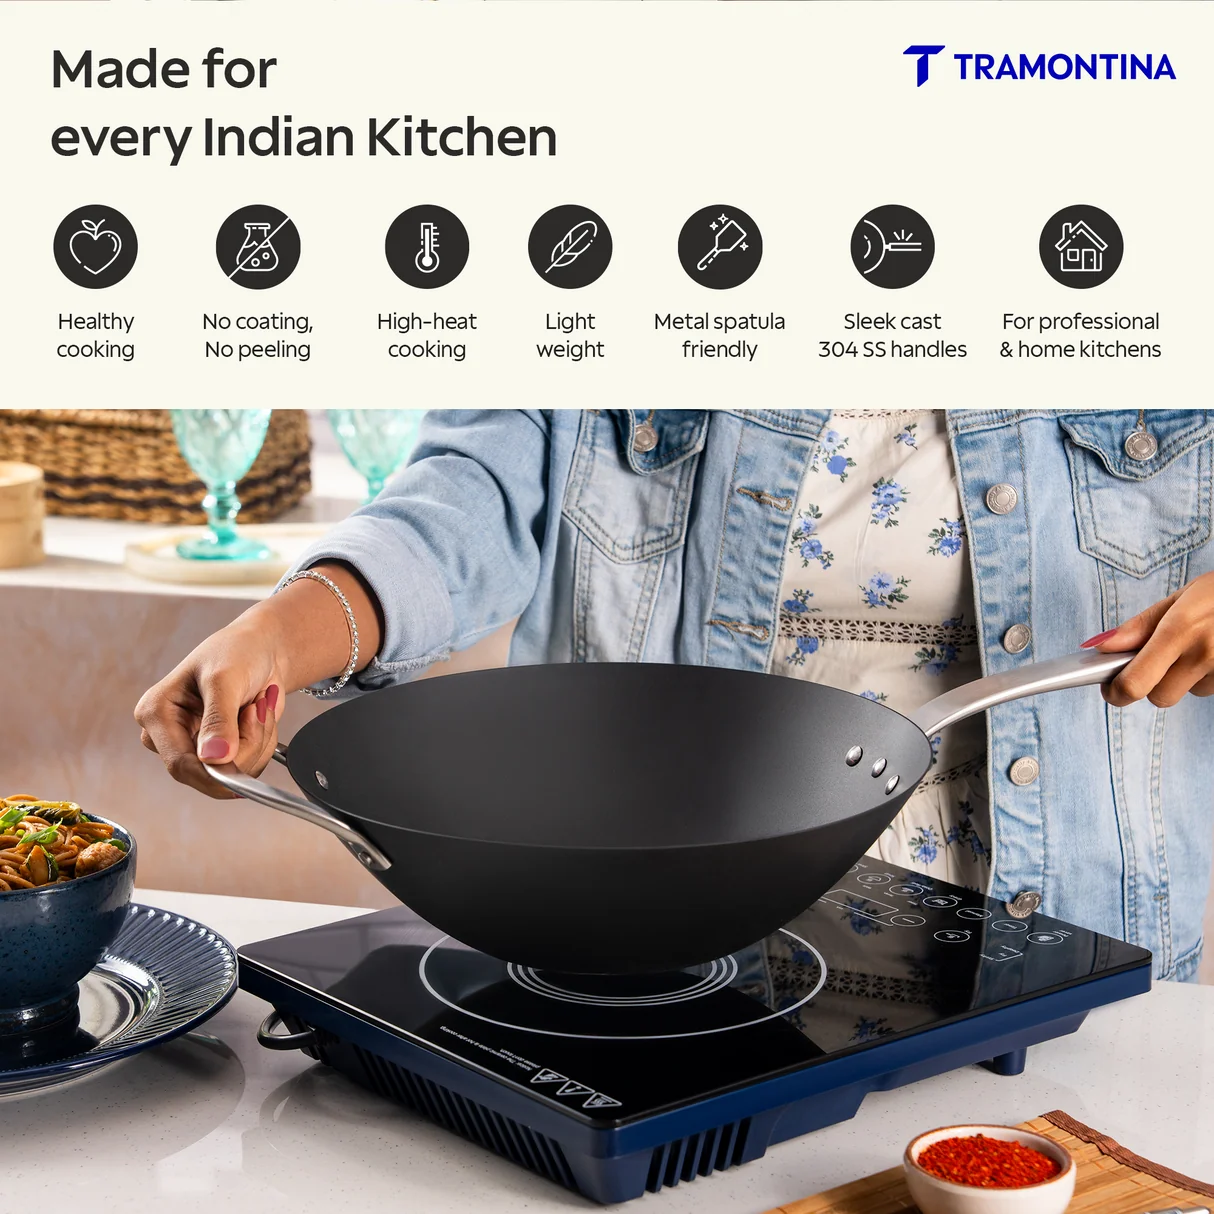 Made for
every Indian Kitchen
TRAMONTINA
Healthy
cooking
No coating,
No peeling
High-heat
cooking
Light
weight
Metal spatula
friendly
Sleek cast
304 SS handles
For professional
& home kitchens